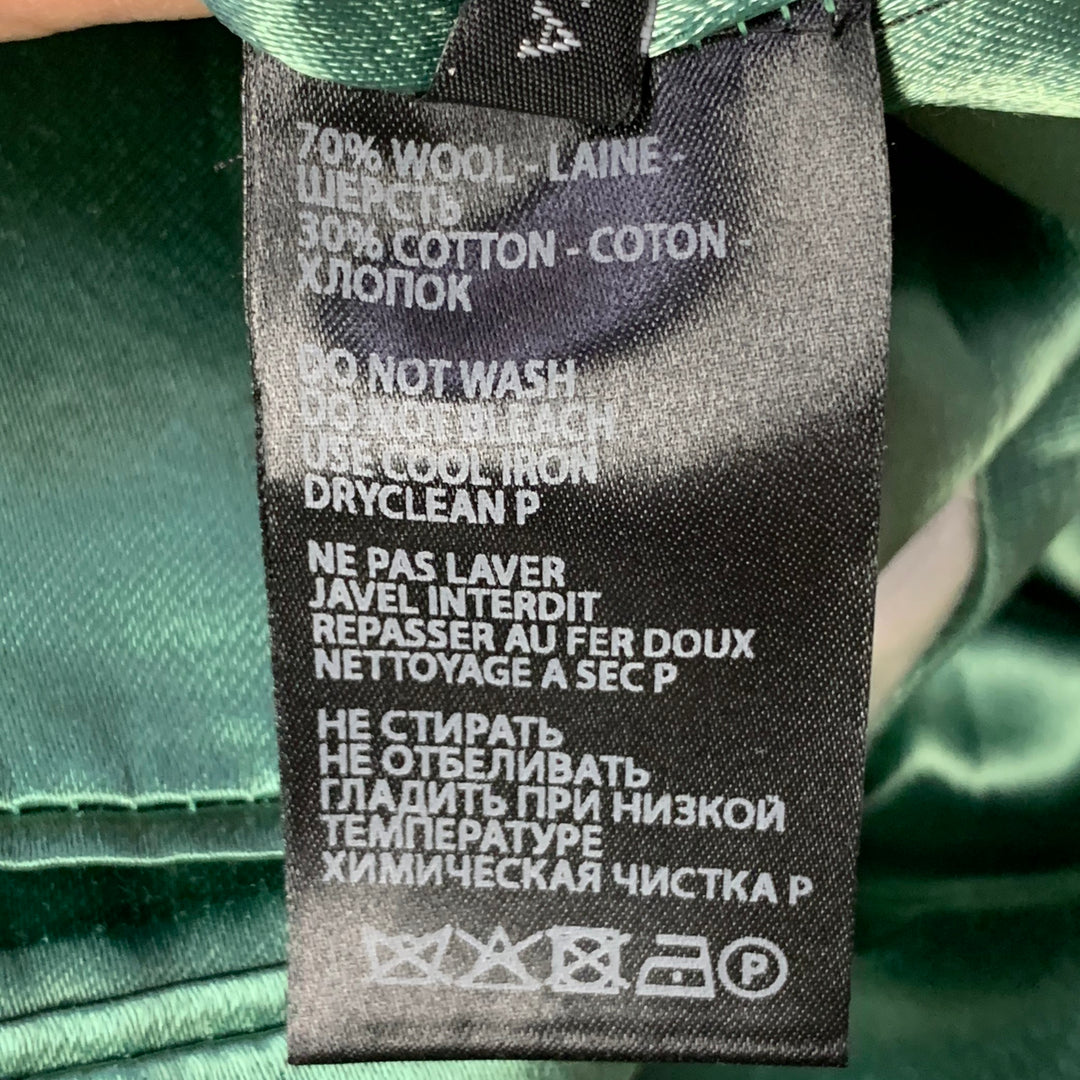 70% WOOL - LAINE -
ШЕРСТЬ
30% COTTON - COTON -
ХЛОПОК
DO NOT WASH
DO NOT BLEACH
USE COOL IRON
DRYCLEAN P
NE PAS LAVER
JAVEL INTERDIT
REPASSER AU FER DOUX
NETTOYAGE A SEC P
НЕ СТИРАТЬ
НЕ ОТБЕЛИВАТЬ
ГЛАДИТЬ ПРИ НИЗКОЙ
ТЕМПЕРАТУРЕ
ХИМИЧЕСКАЯ ЧИСТКА P
P